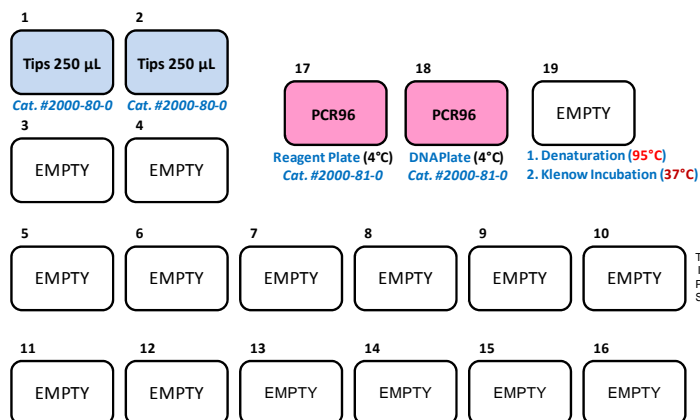 1 2
Tips 250 µL Tips 250 µL
Cat. #2000-80-0 Cat. #2000-80-0
17 18 19
PCR96 PCR96 EMPTY
Reagent Plate (4°C) DNAPlate (4°C) 1. Denaturation (95°C)
Cat. #2000-81-0 Cat. #2000-81-0 2. Klenow Incubation (37°C)
3 4
EMPTY EMPTY
5 6 7 8 9 10
EMPTY EMPTY EMPTY EMPTY EMPTY EMPTY
11 12 13 14 15 16
EMPTY EMPTY EMPTY EMPTY EMPTY EMPTY